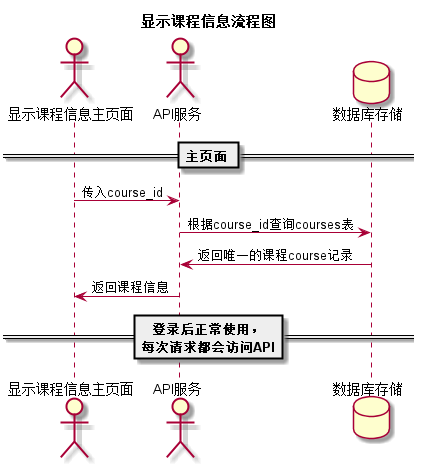 显示课程信息流程图
显示课程信息主页面
API服务
数据库存储
主页面
传入course_id
根据course_id查询courses表
返回唯一的课程course记录
返回课程信息
登录后正常使用，
每次请求都会访问API
显示课程信息主页面
API服务
数据库存储